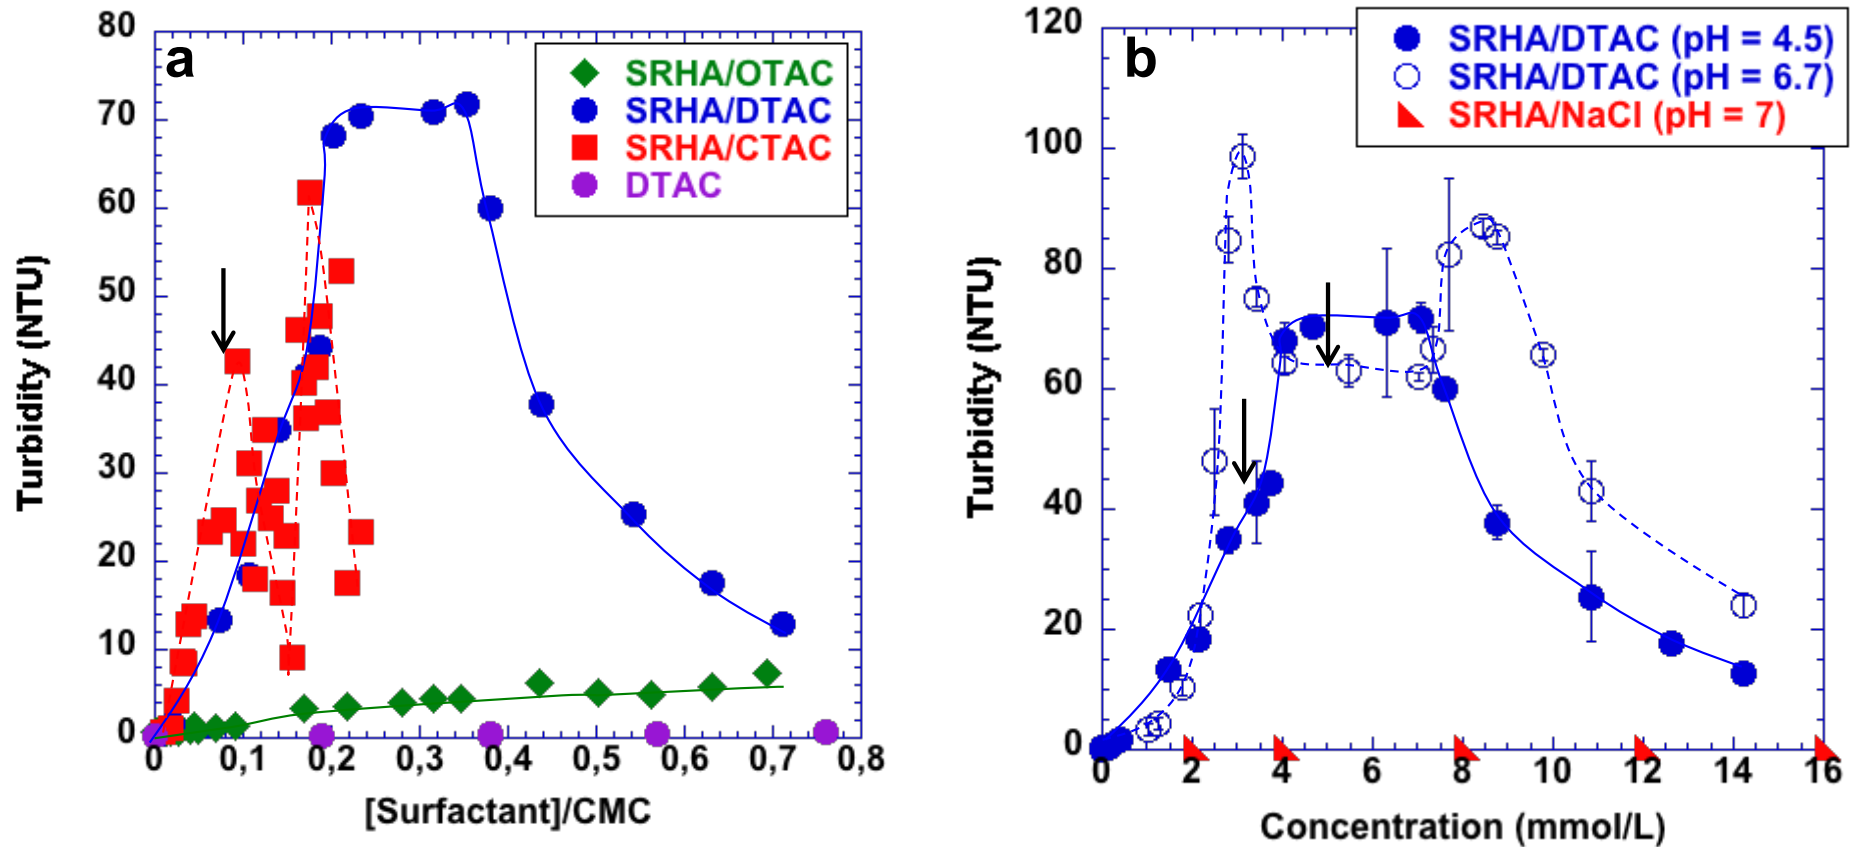 a
80
70
60
50
40
30
20
10
0
0
0,1
0,2
0,3
0,4
0,5
0,6
0,7
0,8
Turbidity (NTU)
[Surfactant]/CMC
SRHA/OTAC
SRHA/DTAC
SRHA/CTAC
DTAC
b
120
100
80
60
40
20
0
0
2
4
6
8
10
12
14
16
Turbidity (NTU)
Concentration (mmol/L)
SRHA/DTAC (pH = 4.5)
SRHA/DTAC (pH = 6.7)
SRHA/NaCl (pH = 7)